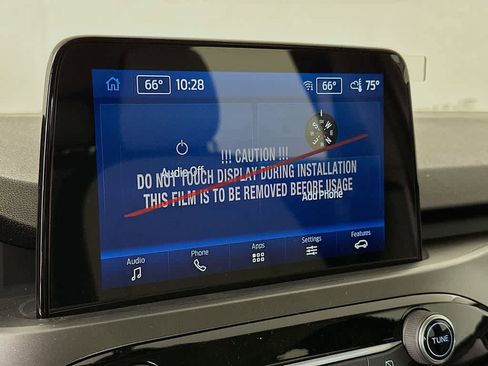 66° 10:28 66° 75°
Audio Off
!!! CAUTION !!!
DO NOT TOUCH DISPLAY DURING INSTALLATION
THIS FILM IS TO BE REMOVED BEFORE USAGE
Add Phone
Audio Phone Apps Settings Features
TUNE